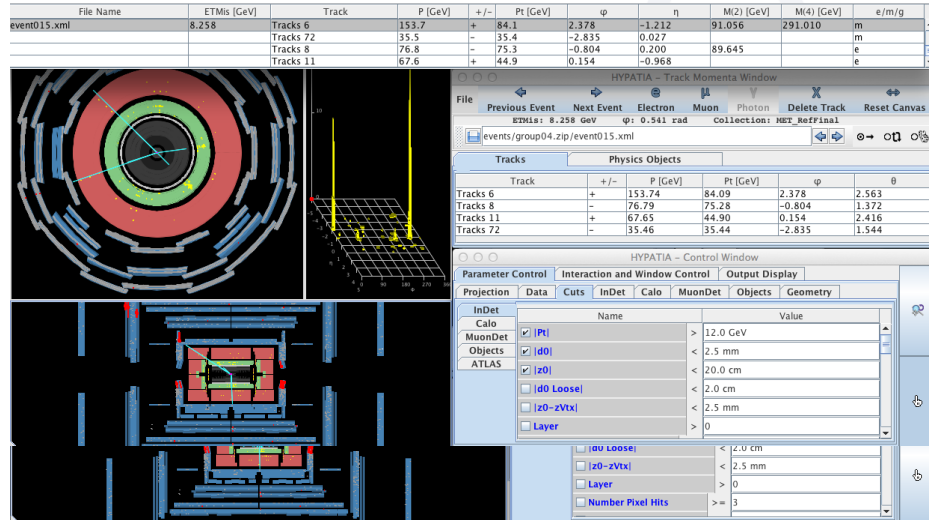 File Name ETMis [GeV] Track P [GeV] +/- Pt [GeV] φ η M(2) [GeV] M(4) [GeV] e/m/g
event015.xml 8.258 Tracks 6 153.7 + 84.1 2.378 -1.212 91.056 291.010 m
Tracks 72 35.5 - 35.4 -2.835 0.027 m
Tracks 8 76.8 - 75.3 -0.804 0.200 89.645 e
Tracks 11 67.6 + 44.9 0.154 -0.968 e
HYPATIA - Track Momenta Window
File Previous Event Next Event Electron Muon Photon Delete Track Reset Canvas
ETMis: 8.258 GeV φ: 0.541 rad Collection: MET_RefFinal
events/group04.zip/event015.xml
Tracks Physics Objects
Track +/- P [GeV] Pt [GeV] φ θ
Tracks 6 + 153.74 84.09 2.378 2.563
Tracks 8 - 76.79 75.28 -0.804 1.372
Tracks 11 + 67.65 44.90 0.154 2.416
Tracks 72 - 35.46 35.44 -2.835 1.544
10
0 90 180 270
HYPATIA - Control Window
Parameter Control Interaction and Window Control Output Display
Projection Data Cuts InDet Calo MuonDet Objects Geometry
InDet
Calo
MuonDet
Objects
ATLAS
Name Value
|Pt| > 12.0 GeV
|d0| < 2.5 mm
|z0| < 20.0 cm
|d0 Loose| < 2.0 cm
|z0-zVtx| < 2.5 mm
Layer > 0
|d0 Loose| < 2.0 cm
|z0-zVtx| < 2.5 mm
Layer > 0
Number Pixel Hits >= 3